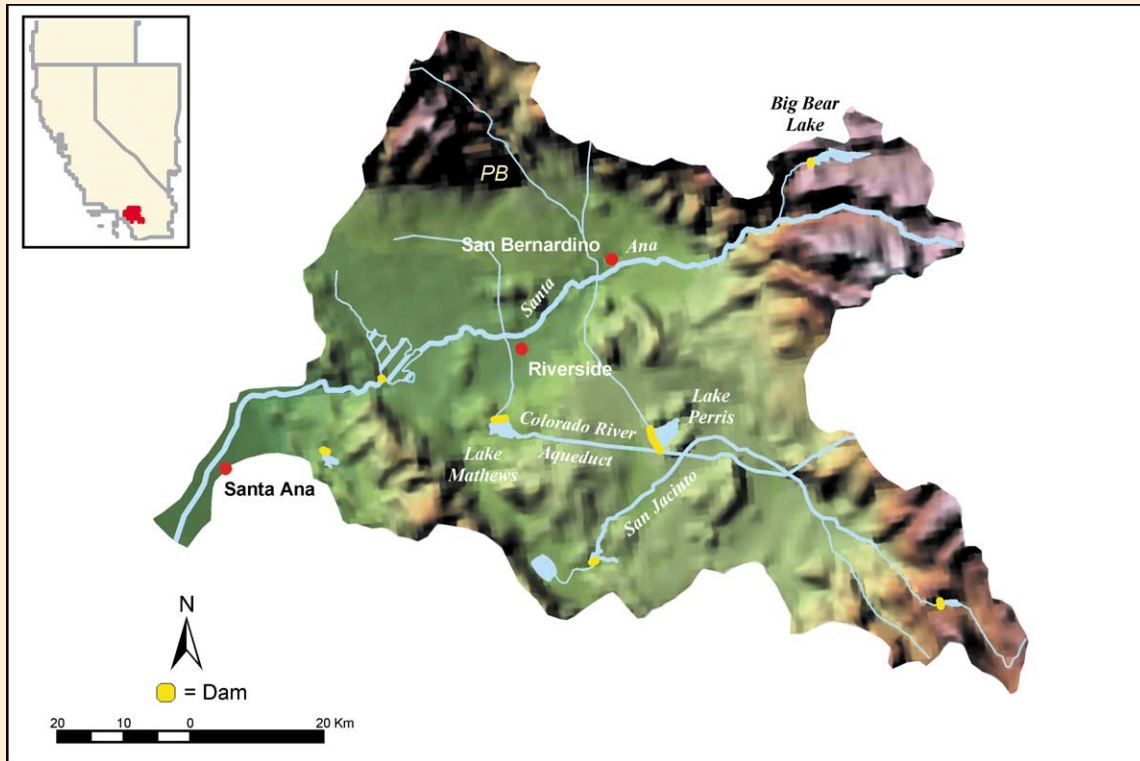 Big Bear
Lake
PB
San Bernardino
Ana
Santa
Riverside
Lake
Perris
Colorado River
Aqueduct
Lake
Mathews
San Jacinto
Santa Ana
N
= Dam
20 10 0 20 Km